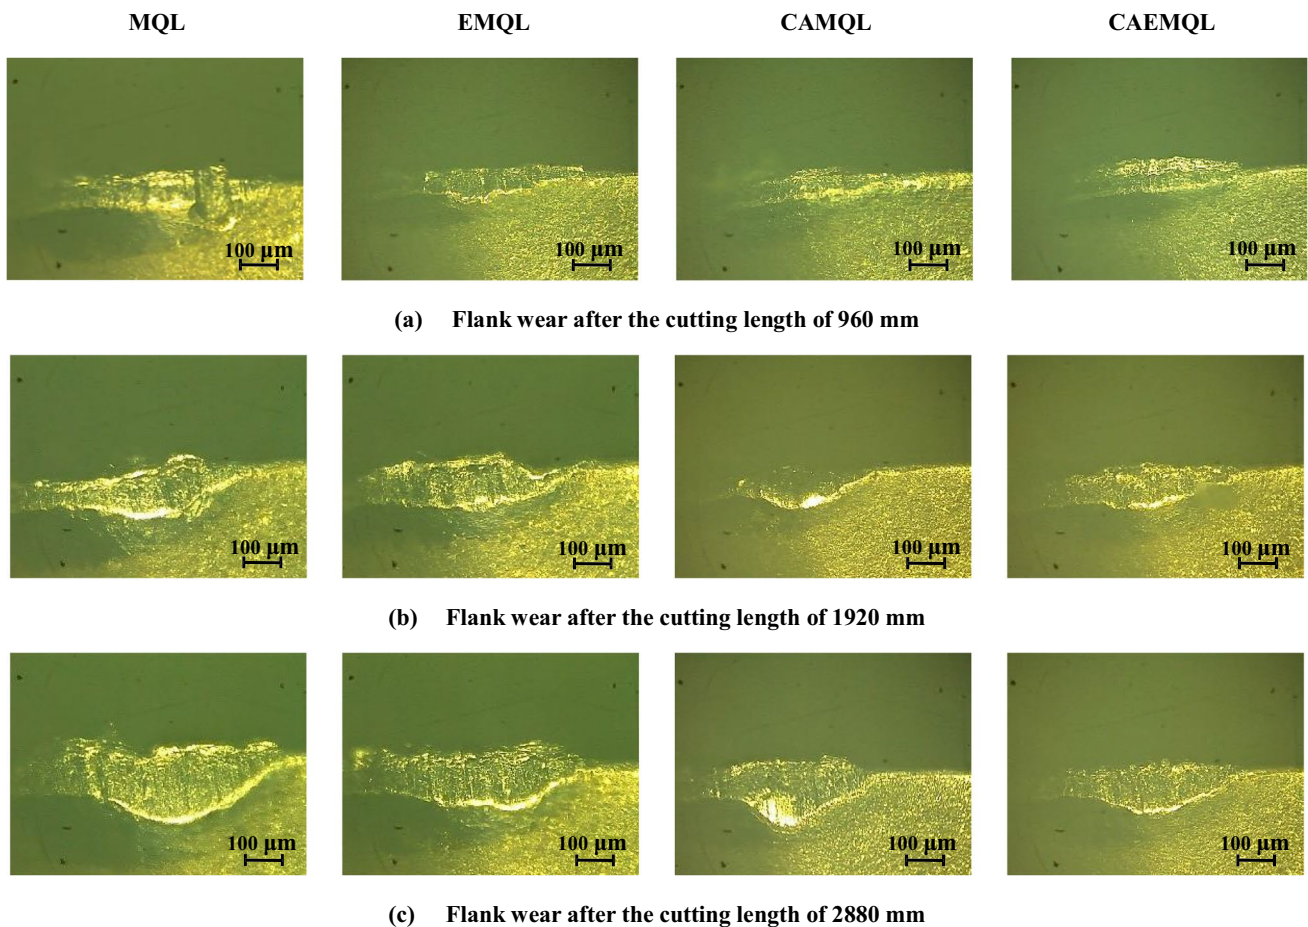 MQL EMQL CAMQL CAEMQL
100 µm 100 µm 100 µm 100 µm
(a) Flank wear after the cutting length of 960 mm
100 µm 100 µm 100 µm 100 µm
(b) Flank wear after the cutting length of 1920 mm
100 µm 100 µm 100 µm 100 µm
(c) Flank wear after the cutting length of 2880 mm